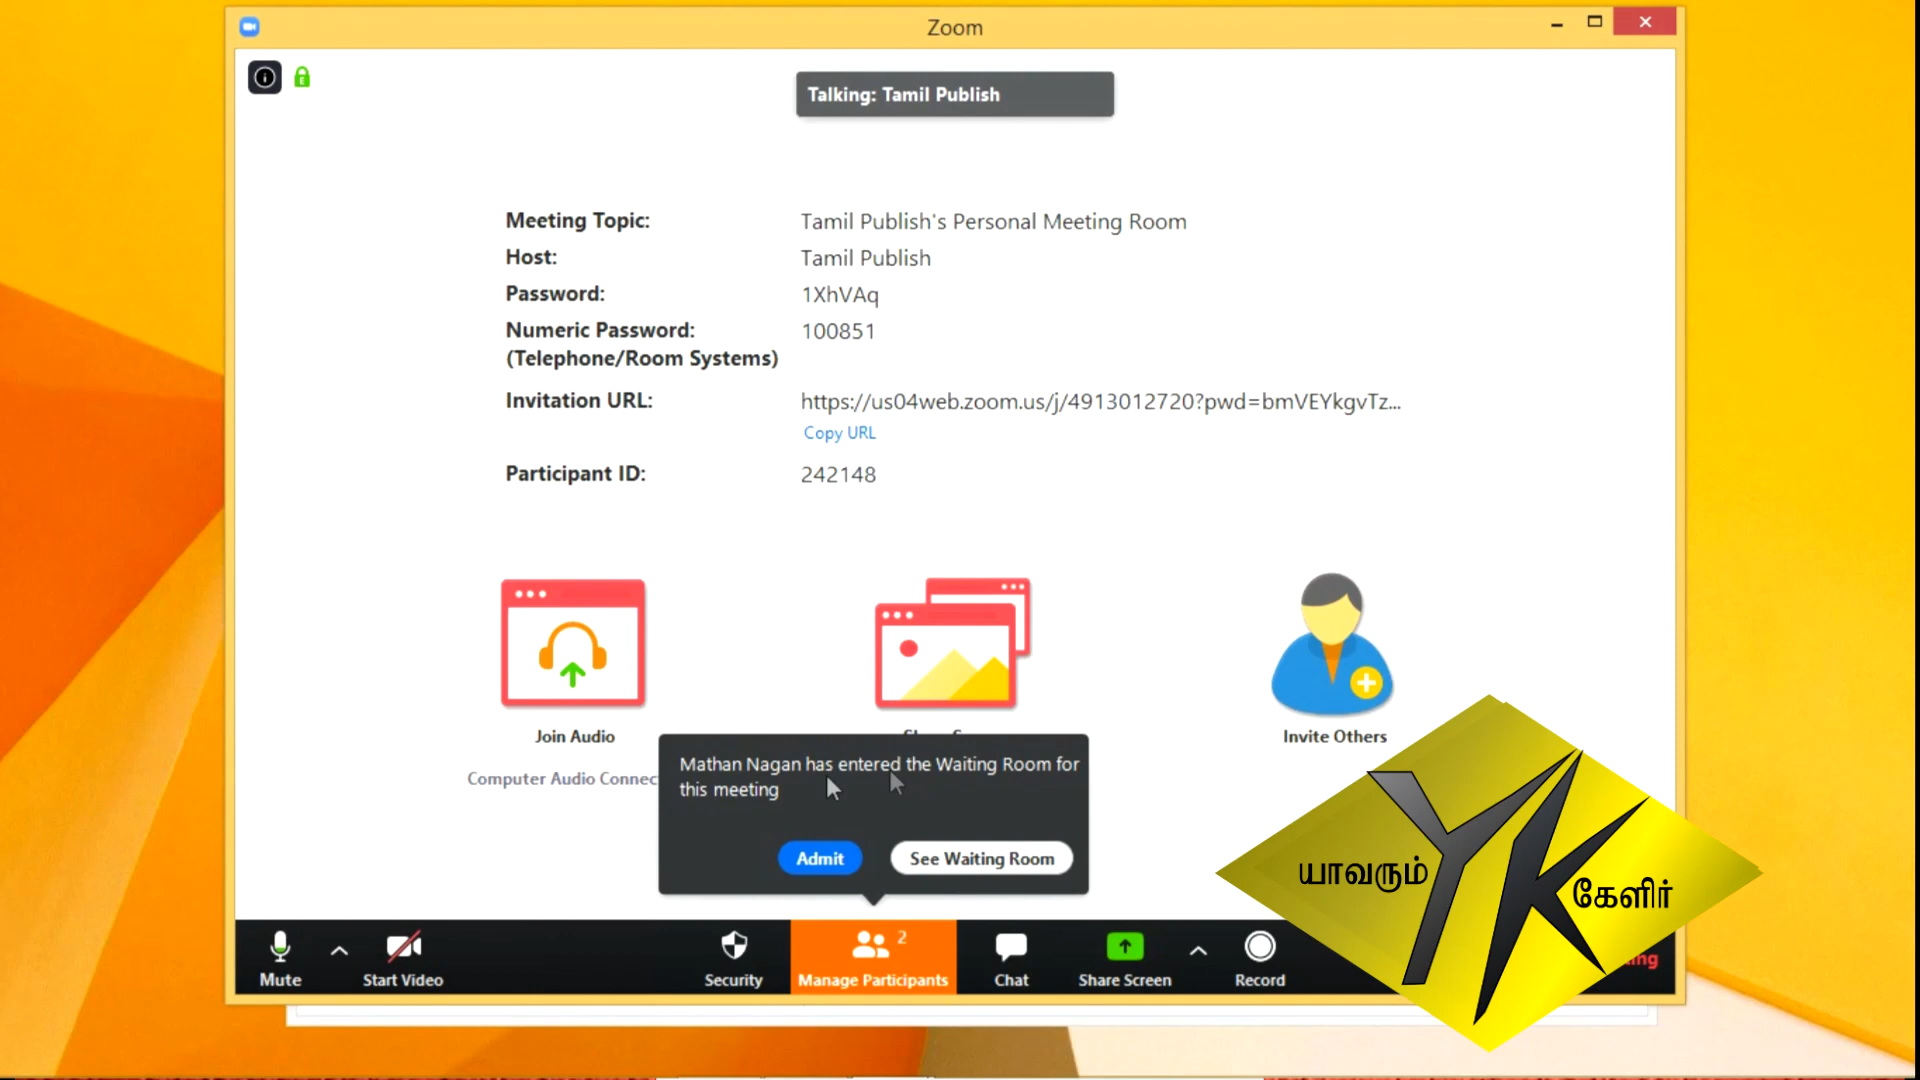 Zoom
Talking: Tamil Publish
Meeting Topic: Tamil Publish's Personal Meeting Room
Host: Tamil Publish
Password: 1XhVAq
Numeric Password: 100851
(Telephone/Room Systems)
Invitation URL: https://us04web.zoom.us/j/4913012720?pwd=bmVEYkgvTz...
Copy URL
Participant ID: 242148
Join Audio
Invite Others
Computer Audio Connec
Mathan Nagan has entered the Waiting Room for
this meeting
Admit See Waiting Room
யாவரும் YK கேளிர்
2
Mute Start Video Security Manage Participants Chat Share Screen Record